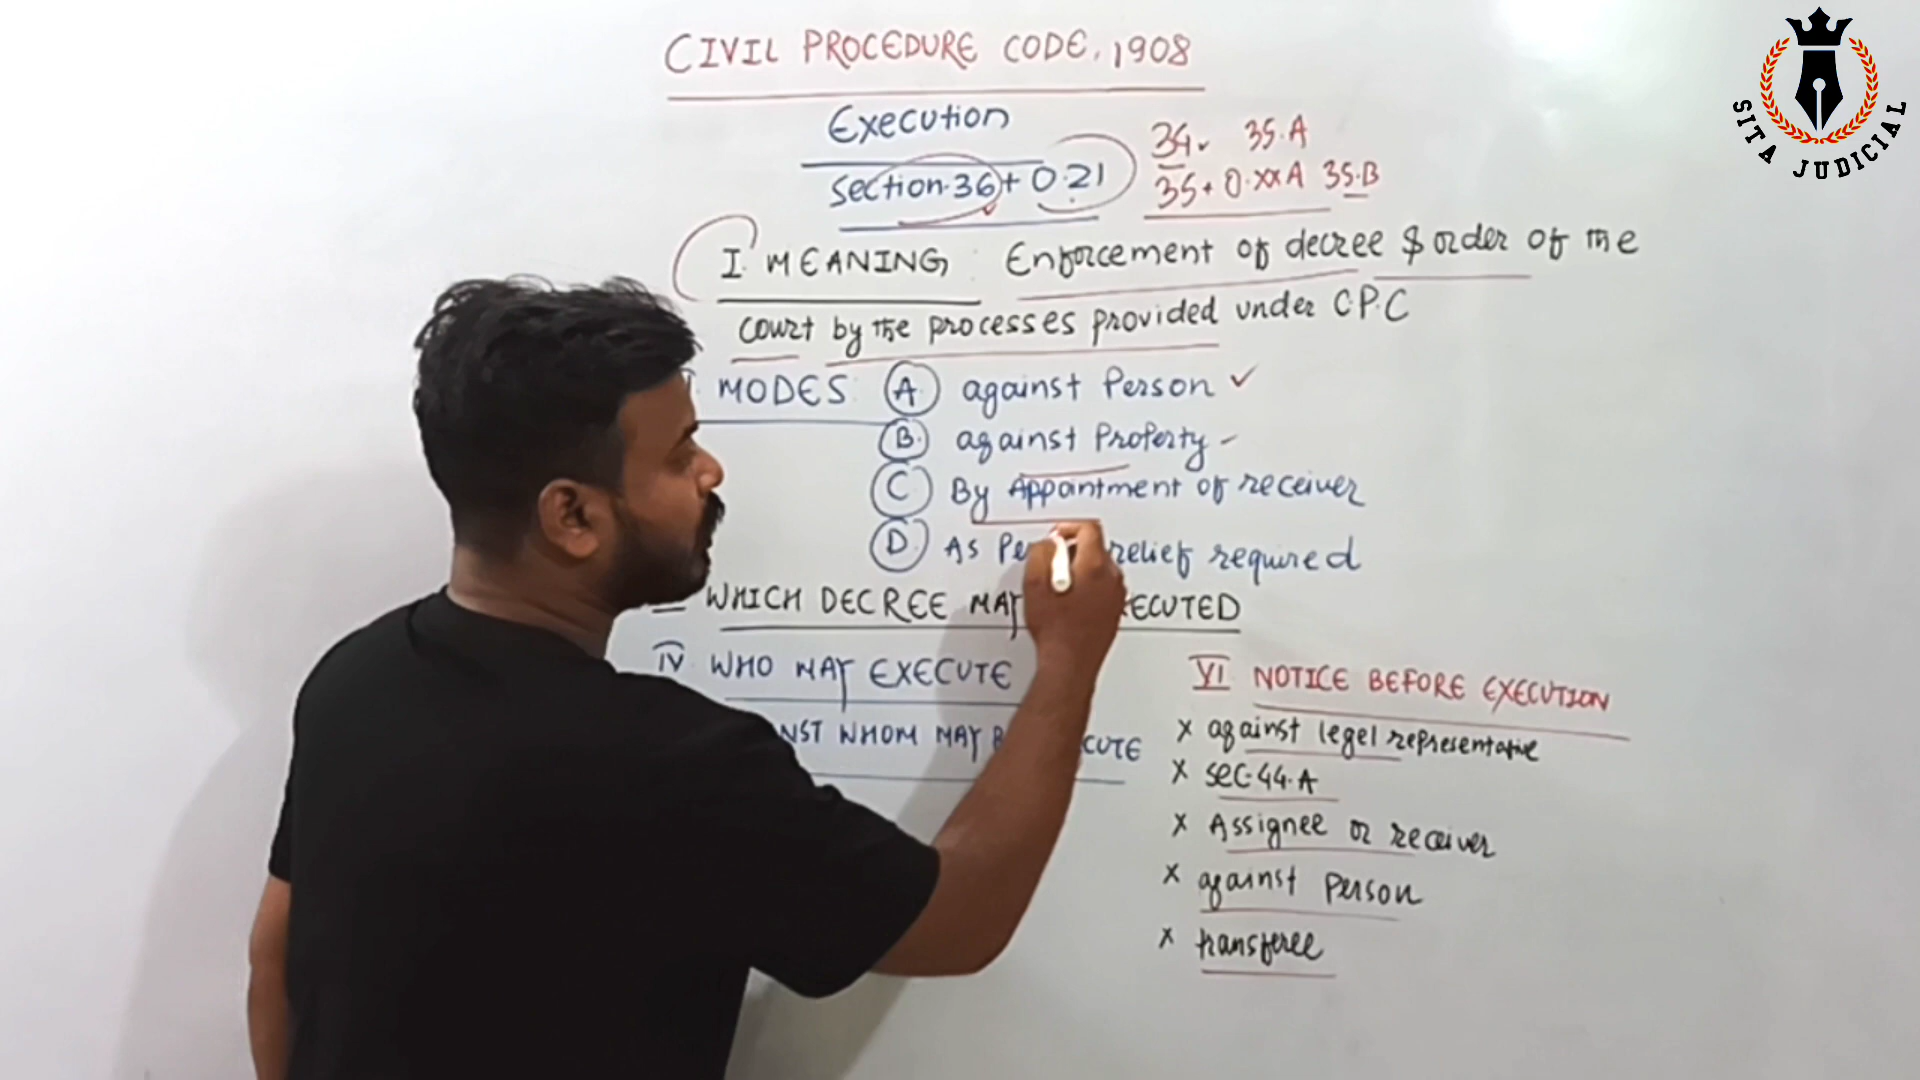 CIVIL PROCEDURE CODE, 1908
Execution
Section.36 + O.21
34. 35.A
35 + O.XXA 35.B
I. MEANING : Enforcement of decree & order of the
court by the processes provided under C.P.C
MODES: (A) against Person ✓
(B.) against Property -
(C) By Appointment of receiver
(D.) As relief required
WHICH DECREE MAY
IV. WHO MAY EXECUTE
WHOM MAY
VI NOTICE BEFORE EXECUTION
x against legel representative
x Sec-44.A
x Assignee or receiver
x against Person
x transferee
SITA JUDICIAL